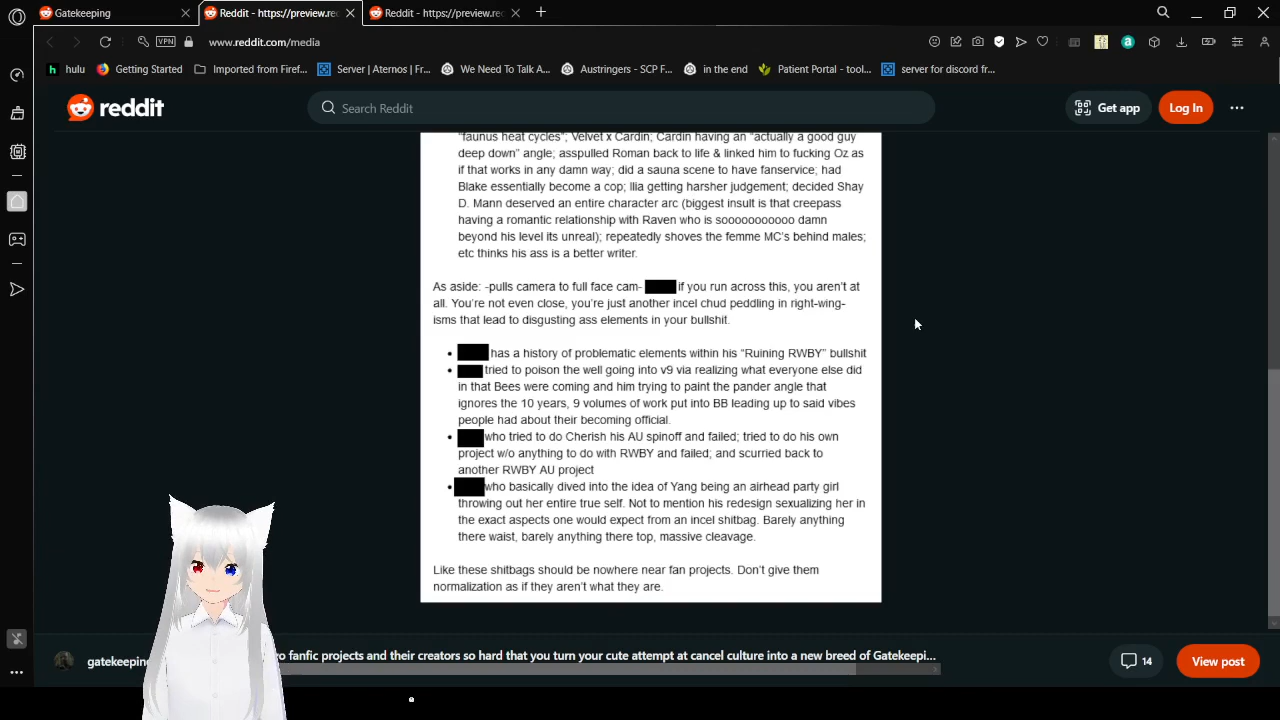 Gatekeeping
Reddit - https://preview.red
Reddit - https://preview.red
VPN
www.reddit.com/media
hulu
Getting Started
Imported from Firef...
Server | Aternos | Fr...
We Need To Talk A...
Austringers - SCP F...
in the end
Patient Portal - tool...
server for discord fr...
reddit
Search Reddit
Get app
Log In
"faunus heat cycles"; Velvet x Cardin; Cardin having an "actually a good guy
deep down" angle; asspulled Roman back to life & linked him to fucking Oz as
if that works in any damn way; did a sauna scene to have fanservice; had
Blake essentially become a cop; Ilia getting harsher judgement; decided Shay
D. Mann deserved an entire character arc (biggest insult is that creepass
having a romantic relationship with Raven who is sooooooooooo damn
beyond his level its unreal); repeatedly shoves the femme MC's behind males;
etc thinks his ass is a better writer.
As aside: -pulls camera to full face cam- if you run across this, you aren't at
all. You're not even close, you're just another incel chud peddling in right-wing-
isms that lead to disgusting ass elements in your bullshit.
has a history of problematic elements within his "Ruining RWBY" bullshit
tried to poison the well going into v9 via realizing what everyone else did
in that Bees were coming and him trying to paint the pander angle that
ignores the 10 years, 9 volumes of work put into BB leading up to said vibes
people had about their becoming official.
who tried to do Cherish his AU spinoff and failed; tried to do his own
project w/o anything to do with RWBY and failed; and scurried back to
another RWBY AU project
who basically dived into the idea of Yang being an airhead party girl
throwing out her entire true self. Not to mention his redesign sexualizing her in
the exact aspects one would expect from an incel shitbag. Barely anything
there waist, barely anything there top, massive cleavage.
Like these shitbags should be nowhere near fan projects. Don't give them
normalization as if they aren't what they are.
gatekeeping
fanfic projects and their creators so hard that you turn your cute attempt at cancel culture into a new breed of Gatekeepi...
14
View post